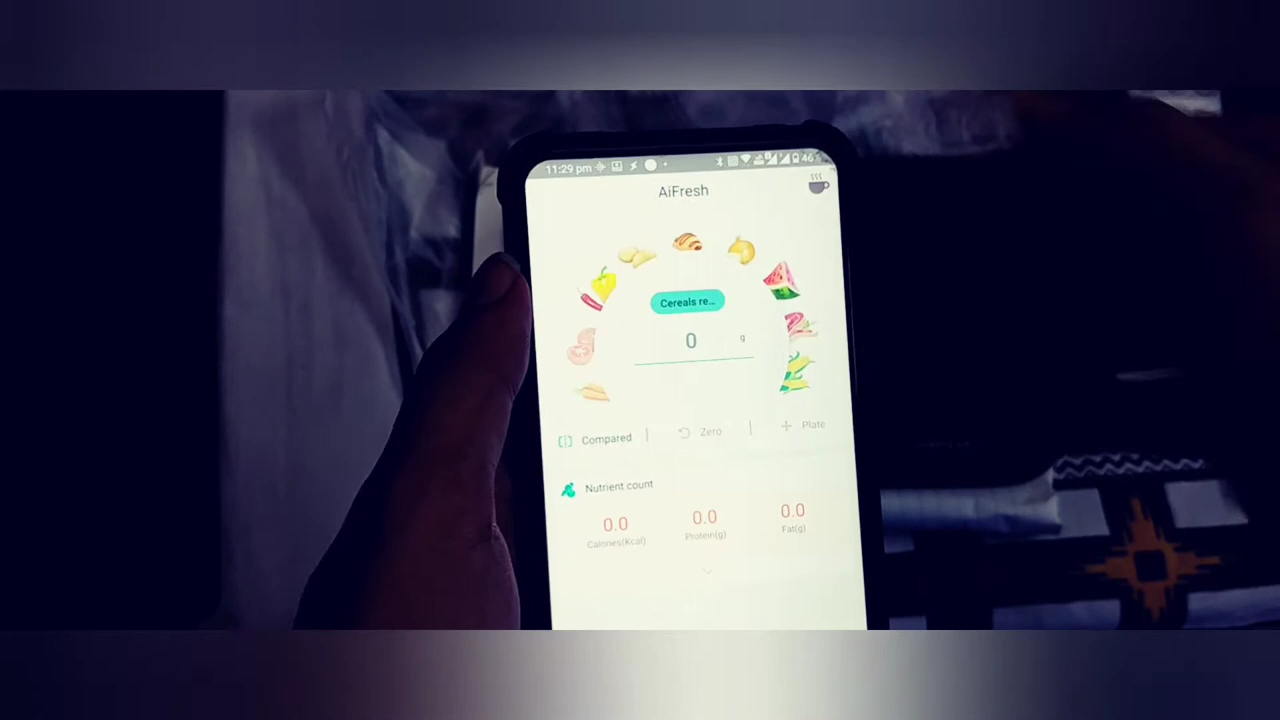 11:29 pm
46%
AiFresh
Cereals re...
0 g
Compared Zero Plate
Nutrient count
0.0 0.0 0.0
Calories(Kcal) Protein(g) Fat(g)